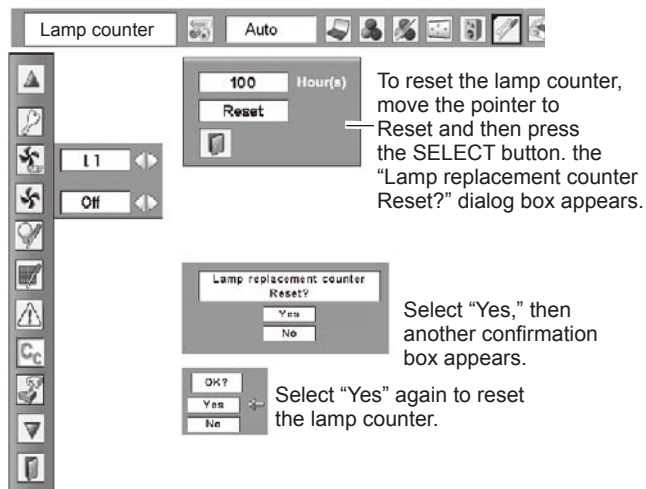 Lamp counter
Auto
100 Hour(s)
Reset
To reset the lamp counter,
move the pointer to
Reset and then press
the SELECT button. the
“Lamp replacement counter
Reset?” dialog box appears.
L1
Off
Lamp replacement counter
Reset?
Yes
No
Select “Yes,” then
another confirmation
box appears.
Cc
OK?
Yes
No
Select “Yes” again to reset
the lamp counter.